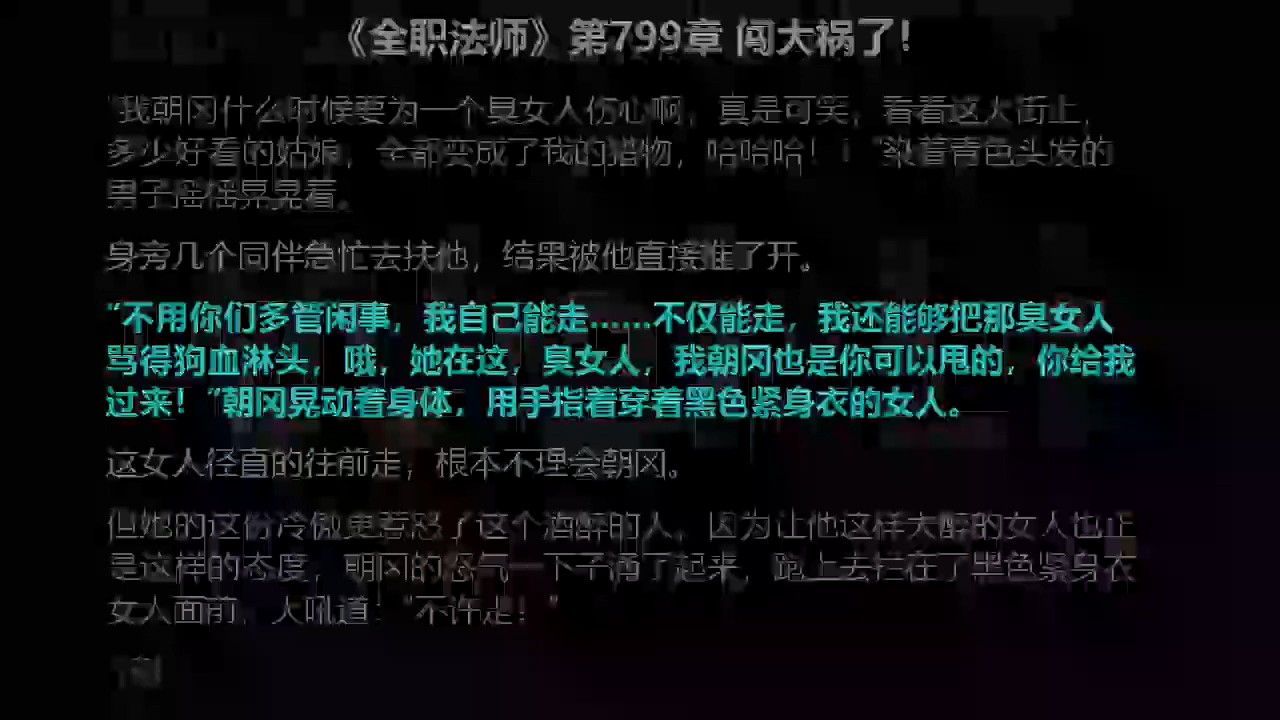 《全职法师》第799章 闯大祸了!
“我朝冈什么时候要为一个臭女人伤心啊，真是可笑，看看这大街上，
多少好看的姑娘，全都变成了我的猎物，哈哈哈！！”染着青色头发的
男子摇摇晃晃着。
身旁几个同伴急忙去扶他，结果被他直接推了开。
“不用你们多管闲事，我自己能走……不仅能走，我还能够把那臭女人
骂得狗血淋头，哦，她在这，臭女人，我朝冈也是你可以甩的，你给我
过来！”朝冈晃动着身体，用手指着穿着黑色紧身衣的女人。
这女人径直的往前走，根本不理会朝冈。
但她的这份冷傲更惹怒了这个酒醉的人，因为让他这样大醉的女人也正
是这样的态度，朝冈的怒气一下子涌了起来，跑上去拦在了黑色紧身衣
女人面前，大吼道：“不许走！”